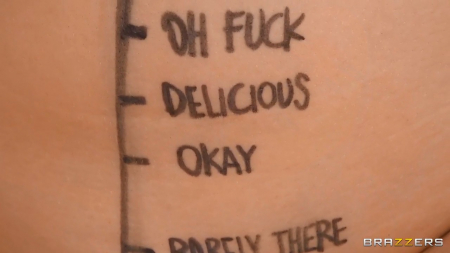 OH FUCK
DELICIOUS
OKAY
BARELY THERE
BRAZZERS